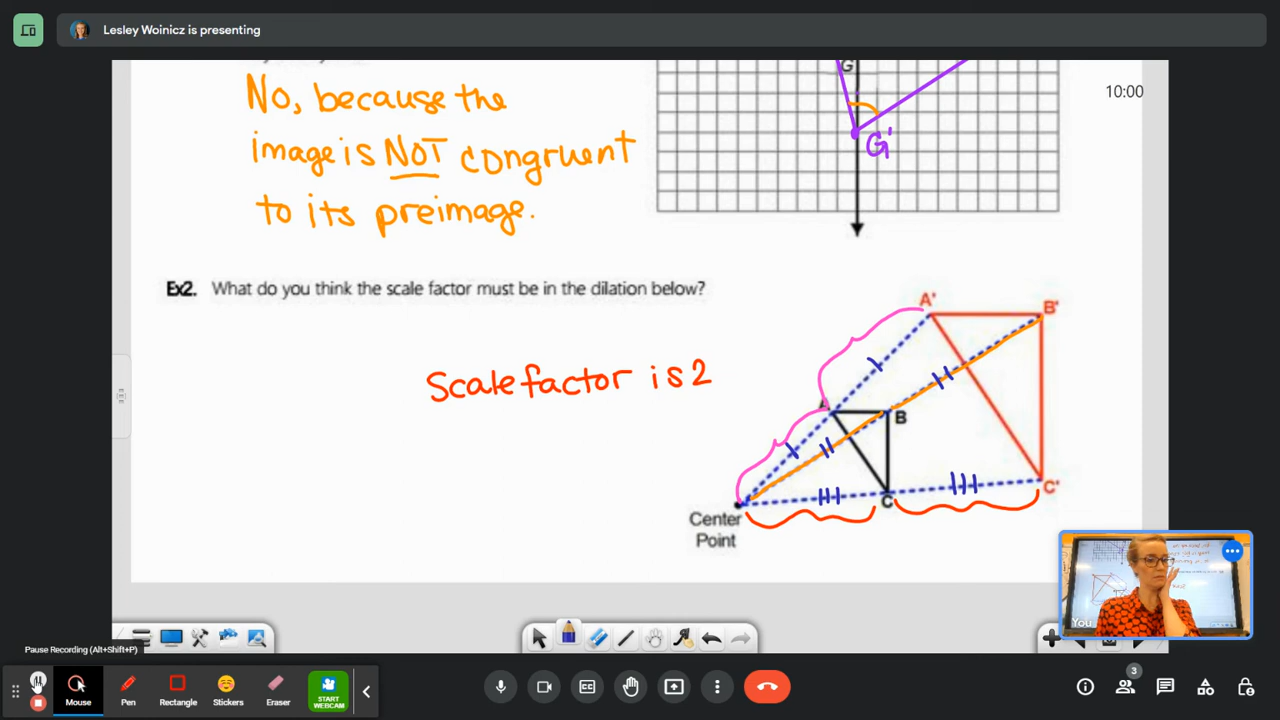 Lesley Woinicz is presenting
G
10:00
No, because the
image is NOT congruent
to its preimage.
G'
Ex2. What do you think the scale factor must be in the dilation below?
A'
B'
Scale factor is 2
A
B
C
C'
Center
Point
You
Pause Recording (Alt+Shift+P)
Mouse
Pen
Rectangle
Stickers
Eraser
START
WEBCAM
CC
3